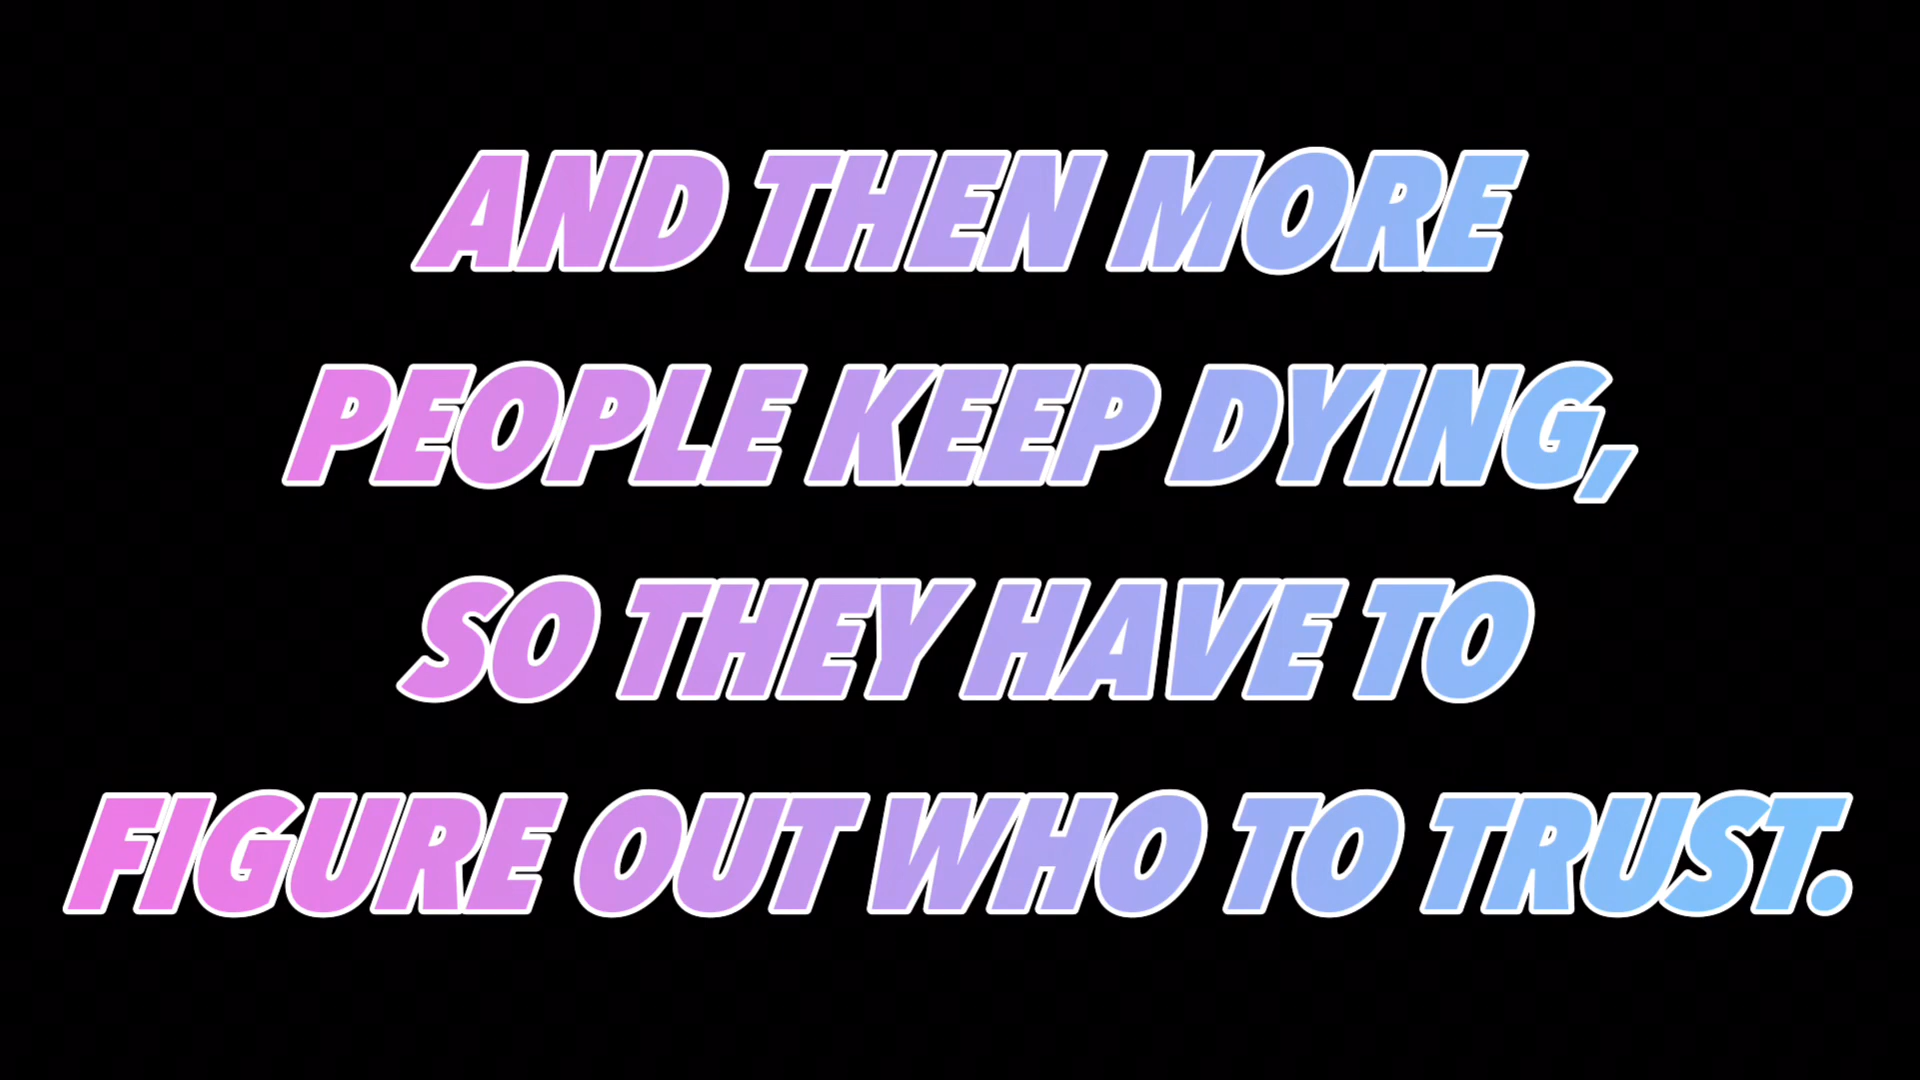 AND THEN MORE
PEOPLE KEEP DYING,
SO THEY HAVE TO
FIGURE OUT WHO TO TRUST.